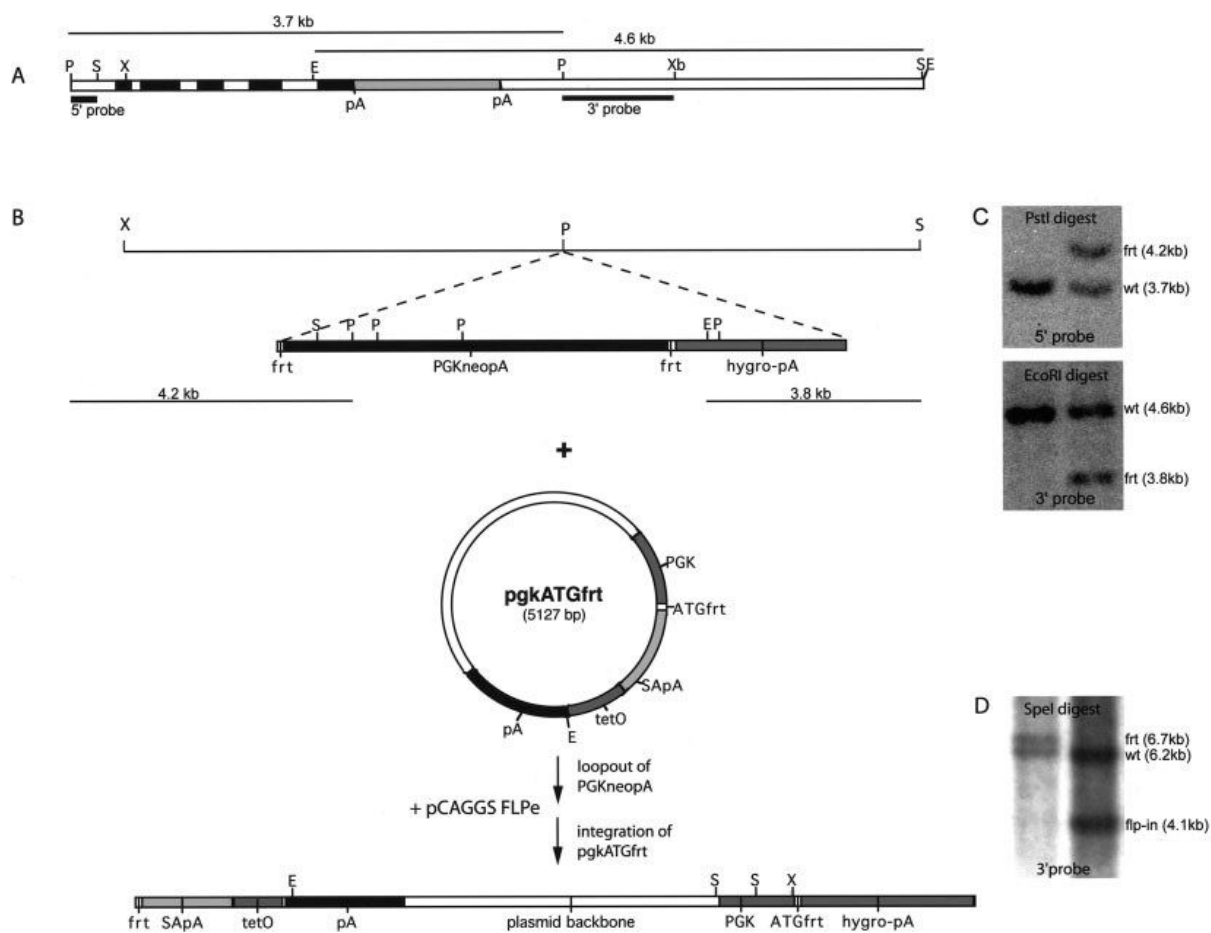 3.7 kb
4.6 kb
A
P S X E P Xb SE
pA pA
5' probe
3' probe
B
X P S
S P P P EP
frt PGKneopA frt hygro-pA
4.2 kb
3.8 kb
+
pgkATGfrt
(5127 bp)
PGK
ATGfrt
SApA
tetO
E
pA
loopout of
PGKneopA
+ pCAGGS FLPe
integration of
pgkATGfrt
E S S X
frt SApA tetO pA plasmid backbone PGK ATGfrt hygro-pA
C
PstI digest
frt (4.2kb)
wt (3.7kb)
5' probe
EcoRI digest
wt (4.6kb)
frt (3.8kb)
3' probe
D
SpeI digest
frt (6.7kb)
wt (6.2kb)
flp-in (4.1kb)
3'probe